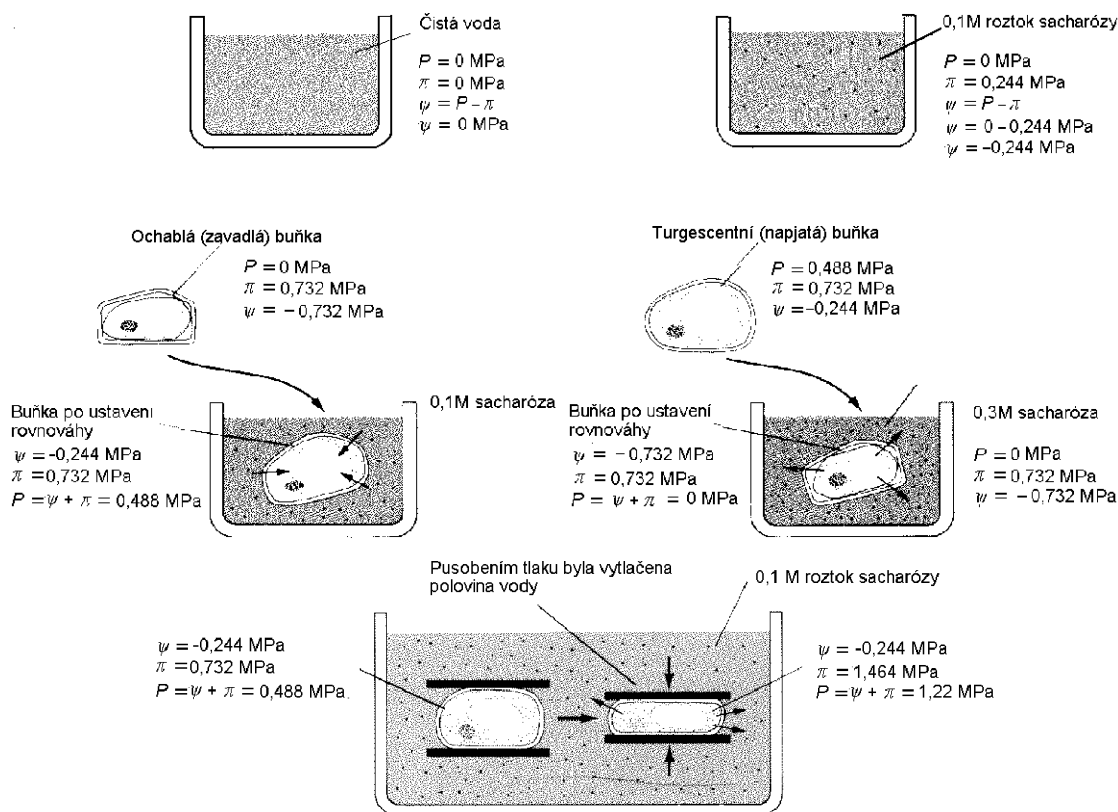 Čistá voda
P = 0 MPa
π = 0 MPa
ψ = P – π
ψ = 0 MPa
0,1M roztok sacharózy
P = 0 MPa
π = 0,244 MPa
ψ = P – π
ψ = 0 – 0,244 MPa
ψ = –0,244 MPa
Ochablá (zavadlá) buňka
P = 0 MPa
π = 0,732 MPa
ψ = – 0,732 MPa
Turgescentní (napjatá) buňka
P = 0,488 MPa
π = 0,732 MPa
ψ = –0,244 MPa
Buňka po ustavení
rovnováhy
ψ = -0,244 MPa
π = 0,732 MPa
P = ψ + π = 0,488 MPa
0,1M sacharóza
Buňka po ustavení
rovnováhy
ψ = – 0,732 MPa
π = 0,732 MPa
P = ψ + π = 0 MPa
0,3M sacharóza
P = 0 MPa
π = 0,732 MPa
ψ = – 0,732 MPa
Pusobením tlaku byla vytlačena
polovina vody
0,1 M roztok sacharózy
ψ = -0,244 MPa
π = 0,732 MPa
P = ψ + π = 0,488 MPa.
ψ = -0,244 MPa
π = 1,464 MPa
P = ψ + π = 1,22 MPa